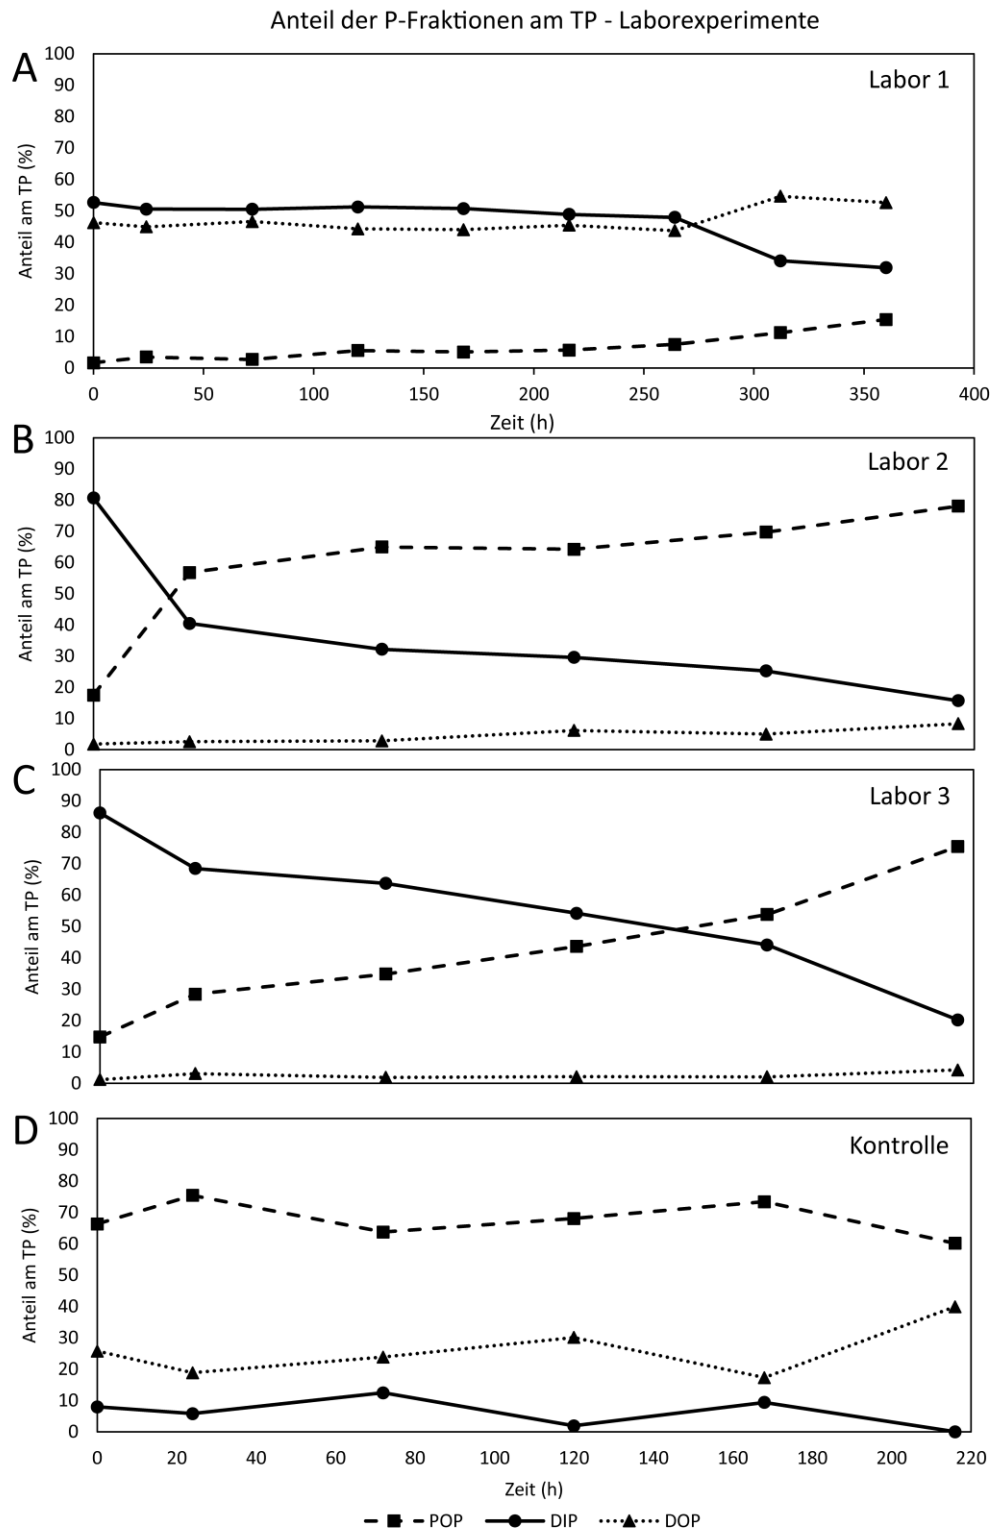 Anteil der P-Fraktionen am TP - Laborexperimente
A
Labor 1
Anteil am TP (%)
100
90
80
70
60
50
40
30
20
10
0
0 50 100 150 200 250 300 350 400
Zeit (h)
B
Labor 2
Anteil am TP (%)
100
90
80
70
60
50
40
30
20
10
0
C
Labor 3
Anteil am TP (%)
100
90
80
70
60
50
40
30
20
10
0
D
Kontrolle
Anteil am TP (%)
100
90
80
70
60
50
40
30
20
10
0
0 20 40 60 80 100 120 140 160 180 200 220
Zeit (h)
POP DIP DOP